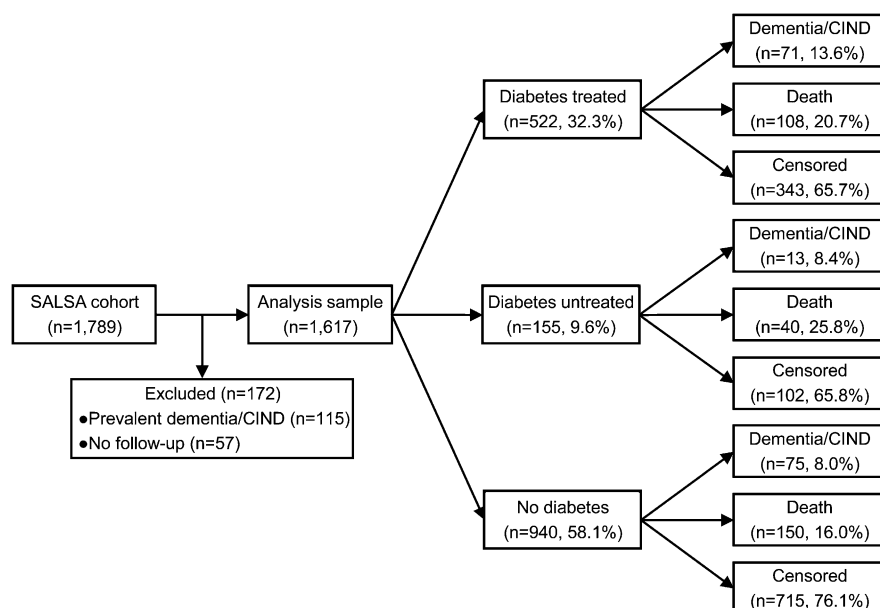 SALSA cohort
(n=1,789)
Excluded (n=172)
●Prevalent dementia/CIND (n=115)
●No follow-up (n=57)
Analysis sample
(n=1,617)
Diabetes treated
(n=522, 32.3%)
Dementia/CIND
(n=71, 13.6%)
Death
(n=108, 20.7%)
Censored
(n=343, 65.7%)
Diabetes untreated
(n=155, 9.6%)
Dementia/CIND
(n=13, 8.4%)
Death
(n=40, 25.8%)
Censored
(n=102, 65.8%)
No diabetes
(n=940, 58.1%)
Dementia/CIND
(n=75, 8.0%)
Death
(n=150, 16.0%)
Censored
(n=715, 76.1%)